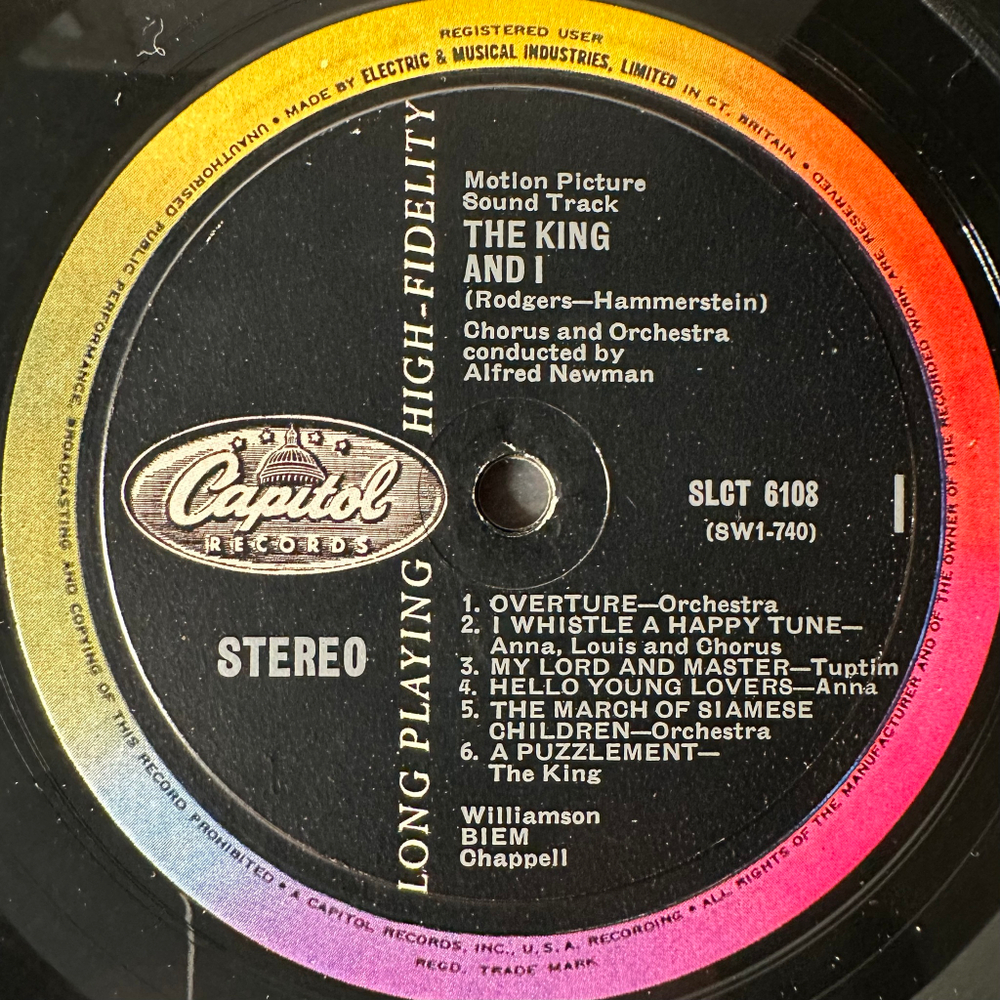 REGISTERED USER
MADE BY ELECTRIC & MUSICAL INDUSTRIES, LIMITED IN GT. BRITAIN • ALL RIGHTS OF THE MANUFACTURER AND OF THE OWNER OF THE RECORDED WORK ARE RESERVED • UNAUTHORISED PUBLIC PERFORMANCE, BROADCASTING AND COPYING OF THIS RECORD PROHIBITED • A CAPITOL RECORDS, INC., U.S.A. RECORDING •
REGD. TRADE MARK
LONG PLAYING HIGH-FIDELITY
Motion Picture
Sound Track
THE KING
AND I
(Rodgers—Hammerstein)
Chorus and Orchestra
conducted by
Alfred Newman
Capitol
RECORDS
SLCT 6108
(SW1-740)
1
STEREO
1. OVERTURE—Orchestra
2. I WHISTLE A HAPPY TUNE—
Anna, Louis and Chorus
3. MY LORD AND MASTER—Tuptim
4. HELLO YOUNG LOVERS—Anna
5. THE MARCH OF SIAMESE
CHILDREN—Orchestra
6. A PUZZLEMENT—
The King
Williamson
BIEM
Chappell